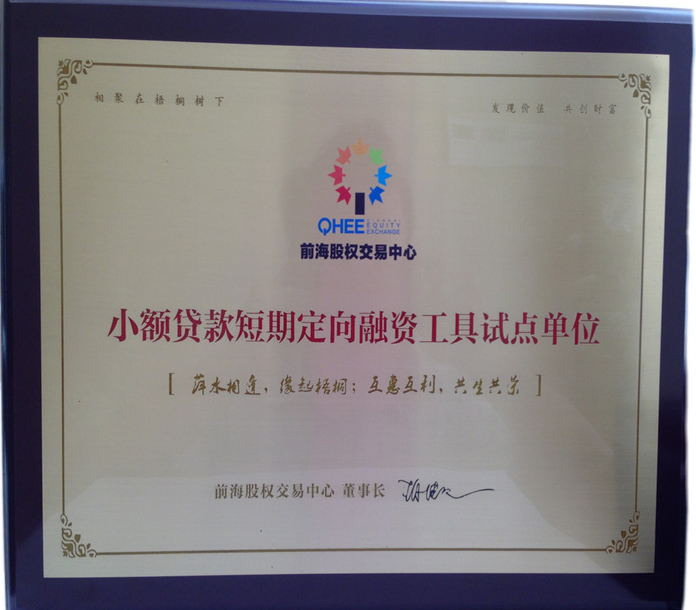 相聚在梧桐树下
发现价值 共创财富
QHEE QIANHAI EQUITY EXCHANGE
前海股权交易中心
小额贷款短期定向融资工具试点单位
[ 萍水相逢，缘起梧桐；互惠互利，共生共荣 ]
前海股权交易中心 董事长